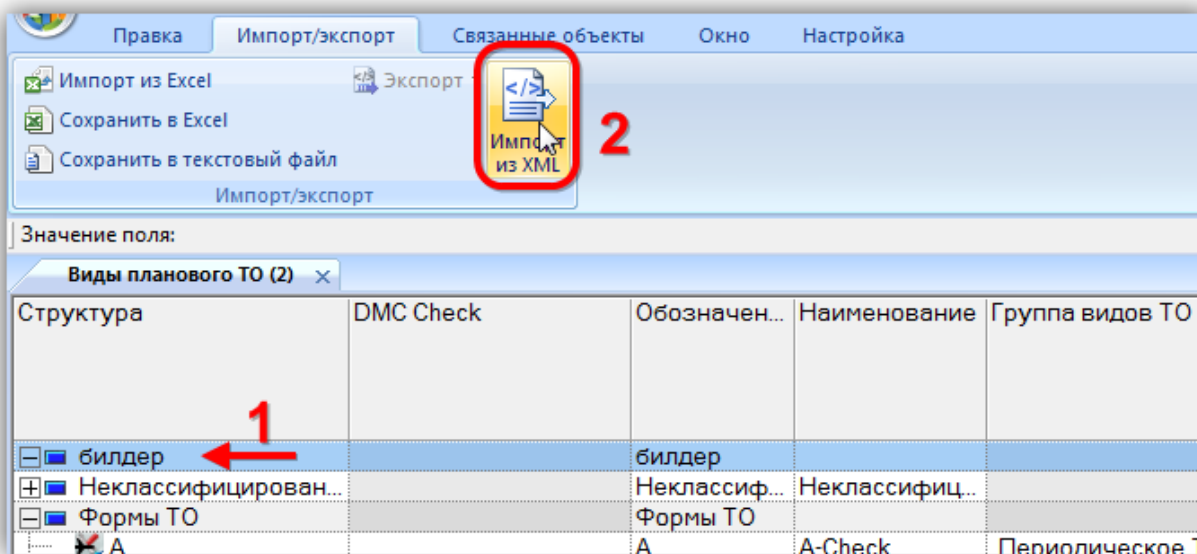 Правка Импорт/экспорт Связанные объекты Окно Настройка
Импорт из Excel Экспорт
Сохранить в Excel
Сохранить в текстовый файл
Импорт
из XML
2
Импорт/экспорт
Значение поля:
Виды планового ТО (2)
Структура DMC Check Обозначен... Наименование Группа видов ТО
1
билдер билдер
Неклассифицирован... Неклассиф... Неклассифиц...
Формы ТО Формы ТО
A A A-Check Периодическое